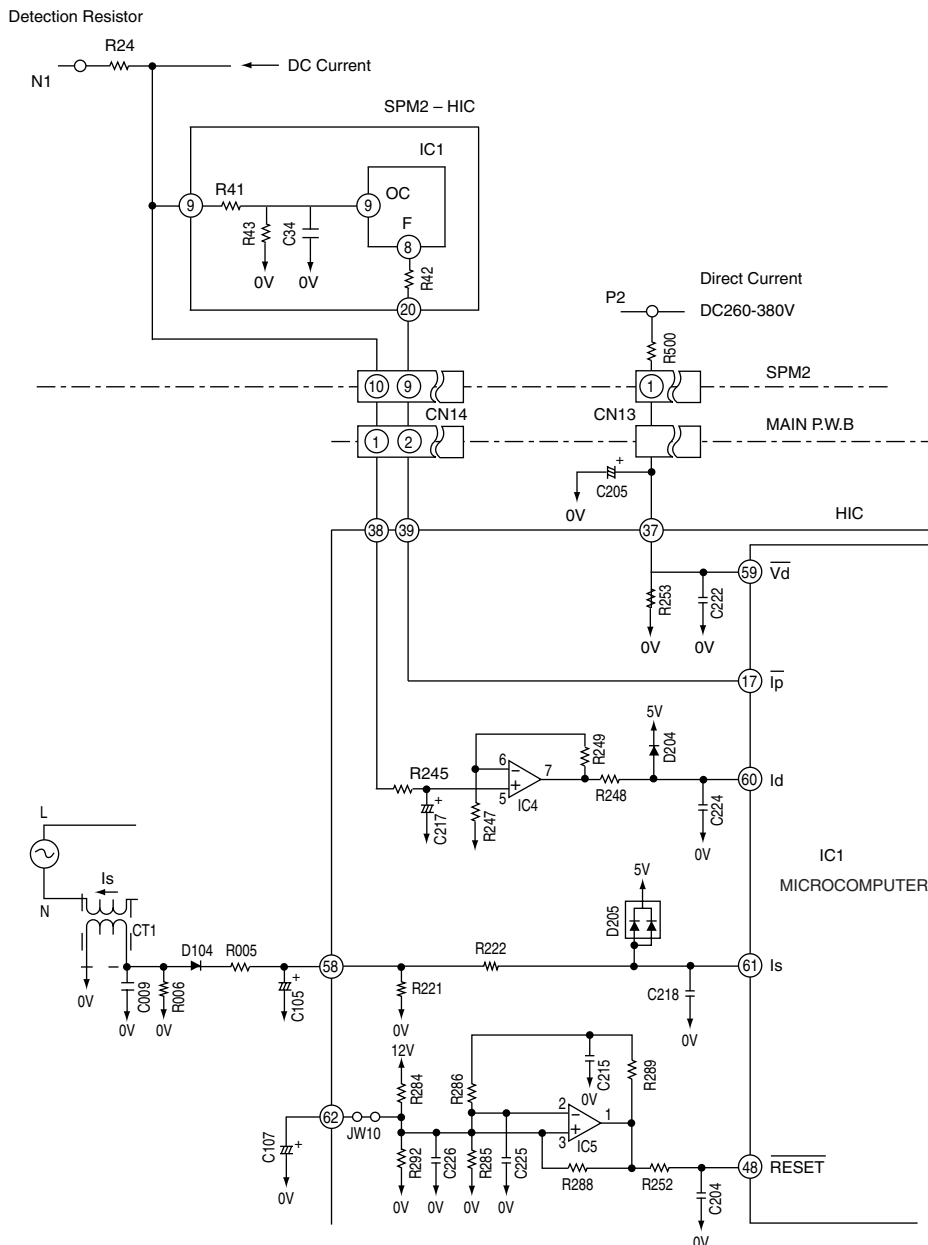 Detection Resistor
R24
N1
DC Current
SPM2 – HIC
IC1
9
R41
9
OC
R43
C34
F
8
0V
0V
R42
20
Direct Current
P2
DC260-380V
R500
10
9
1
SPM2
CN14
CN13
MAIN P.W.B
1
2
+
C205
0V
38
39
37
HIC
59
Vd
R253
C222
0V
0V
17
Ip
5V
D204
R249
R245
6
–
7
5
+
IC4
R248
60
Id
+
C217
R247
C224
0V
L
IC1
MICROCOMPUTER
Is
N
CT1
5V
D205
D104
R005
58
R222
61
Is
0V
C009
R006
+
C105
R221
C218
0V
0V
0V
0V
0V
12V
R284
R286
C215
R289
0V
62
JW10
2
–
1
3
+
IC5
C107
+
R292
C226
R285
C225
R288
R252
48
RESET
C204
0V
0V
0V
0V
0V
0V